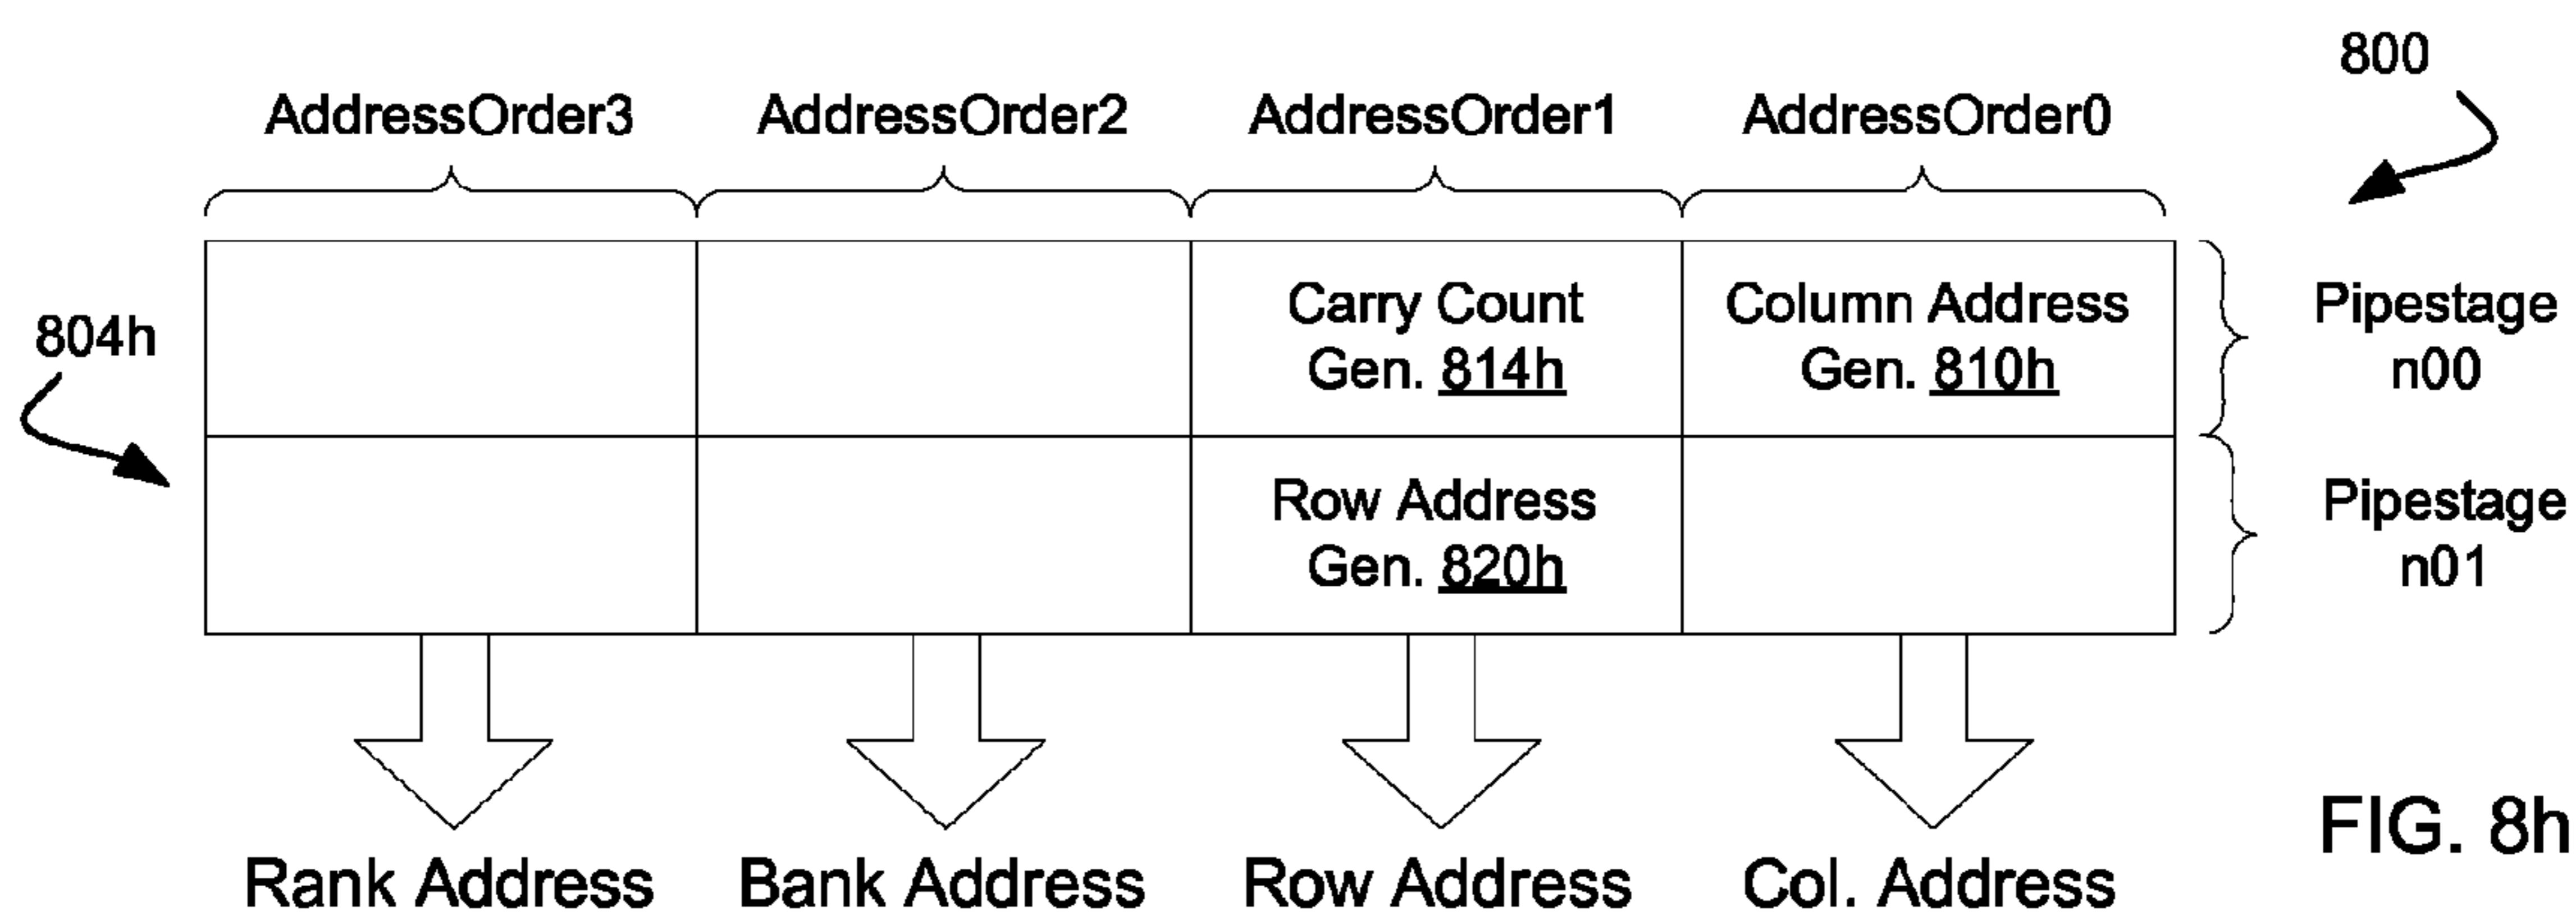 800
AddressOrder3 AddressOrder2 AddressOrder1 AddressOrder0
804h
Carry Count
Gen. 814h
Column Address
Gen. 810h
Pipestage
n00
Row Address
Gen. 820h
Pipestage
n01
Rank Address Bank Address Row Address Col. Address
FIG. 8h